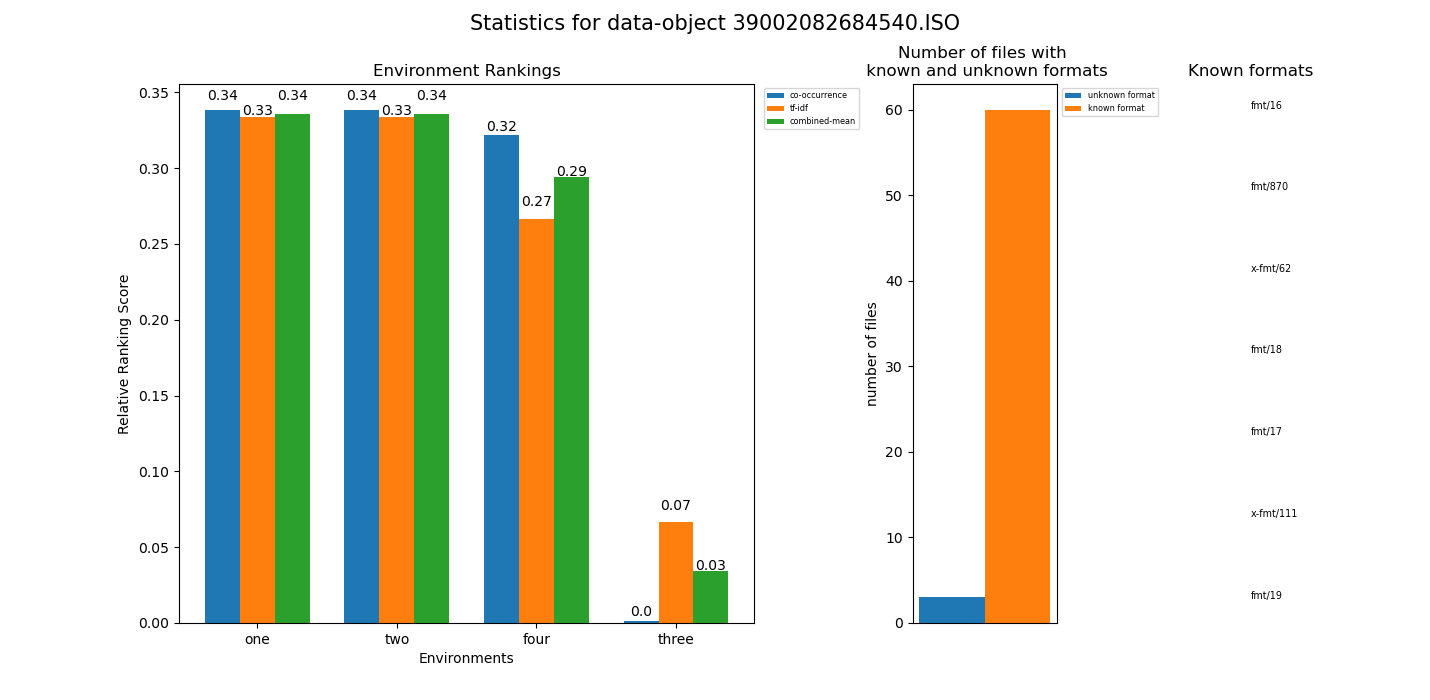 Statistics for data-object 39002082684540.ISO
Environment Rankings
0.35
0.30
0.25
0.20
0.15
0.10
0.05
0.00
Relative Ranking Score
0.34
0.33
0.34
0.34
0.33
0.34
0.32
0.27
0.29
0.0
0.07
0.03
one
two
four
three
Environments
co-occurrence
tf-idf
combined-mean
Number of files with
known and unknown formats
60
50
40
30
20
10
0
number of files
unknown format
known format
Known formats
fmt/16
fmt/870
x-fmt/62
fmt/18
fmt/17
x-fmt/111
fmt/19